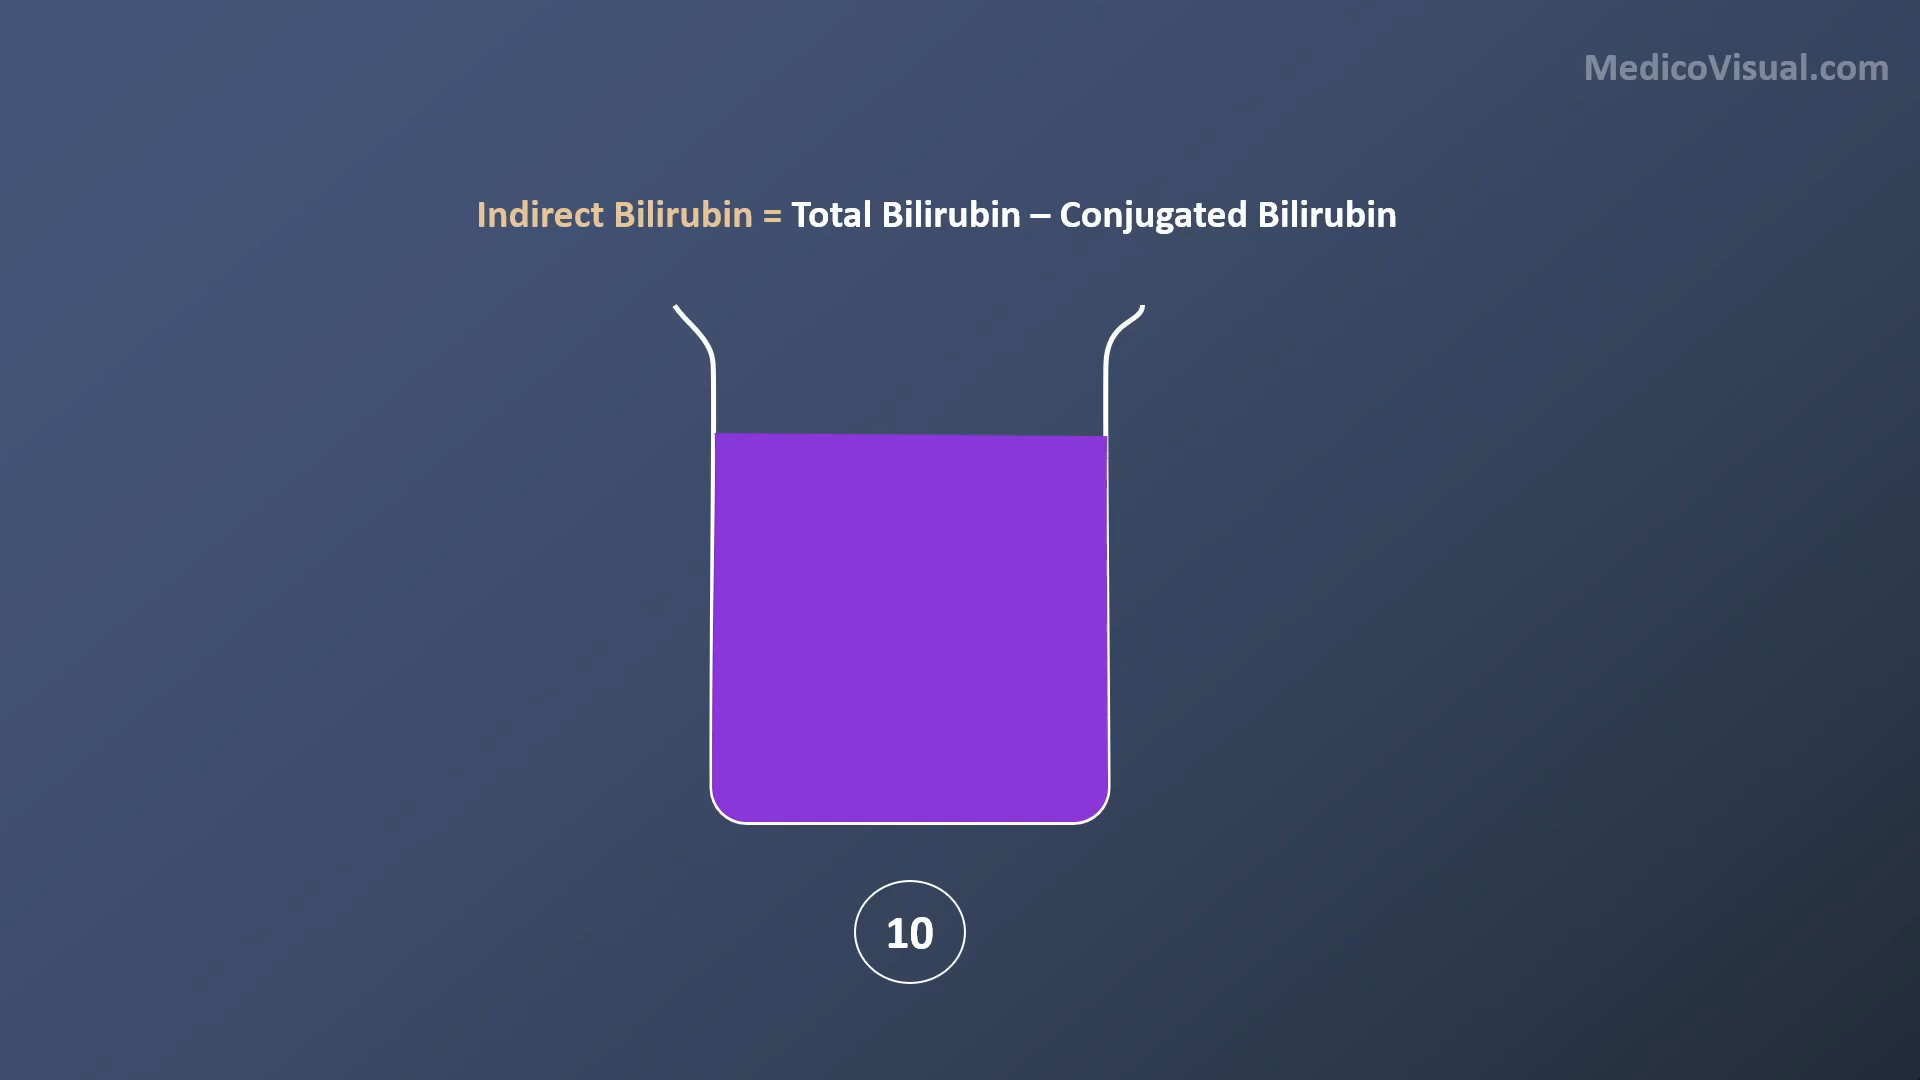 MedicoVisual.com
Indirect Bilirubin = Total Bilirubin – Conjugated Bilirubin
10